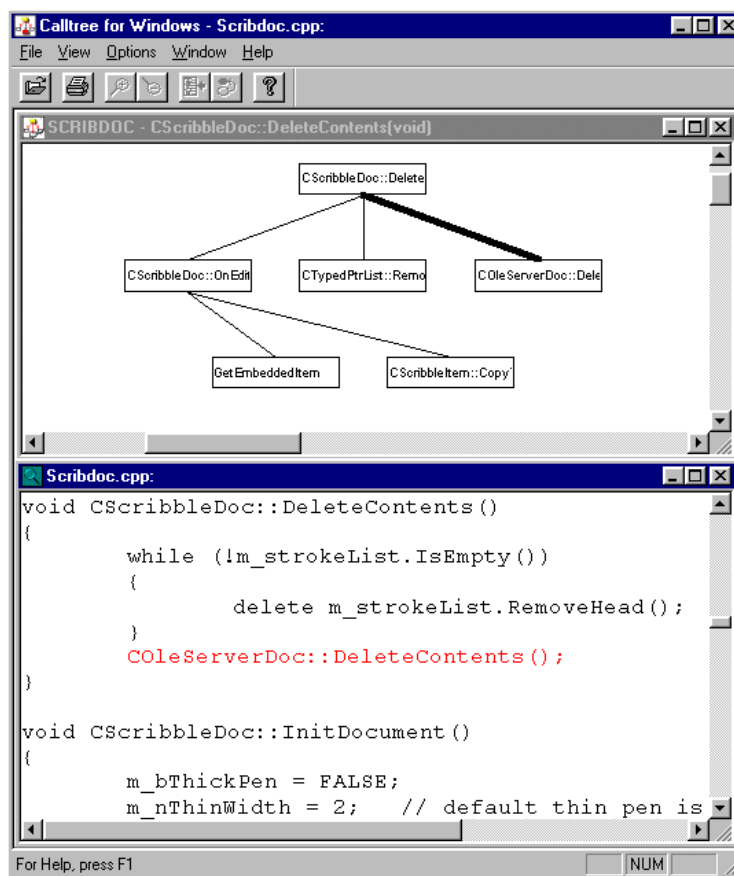 Calltree for Windows - Scribdoc.cpp:
File View Options Window Help
SCRIBDOC - CScribbleDoc::DeleteContents(void)
CScribbleDoc::Delete
CScribbleDoc::OnEdit
CTypedPtrList::Remo
COleServerDoc::Dele
GetEmbeddedItem
CScribbleItem::CopyT
Scribdoc.cpp:
void CScribbleDoc::DeleteContents()
{
while (!m_strokeList.IsEmpty())
{
delete m_strokeList.RemoveHead();
}
COleServerDoc::DeleteContents();
}
void CScribbleDoc::InitDocument()
{
m_bThickPen = FALSE;
m_nThinWidth = 2; // default thin pen is
For Help, press F1
NUM